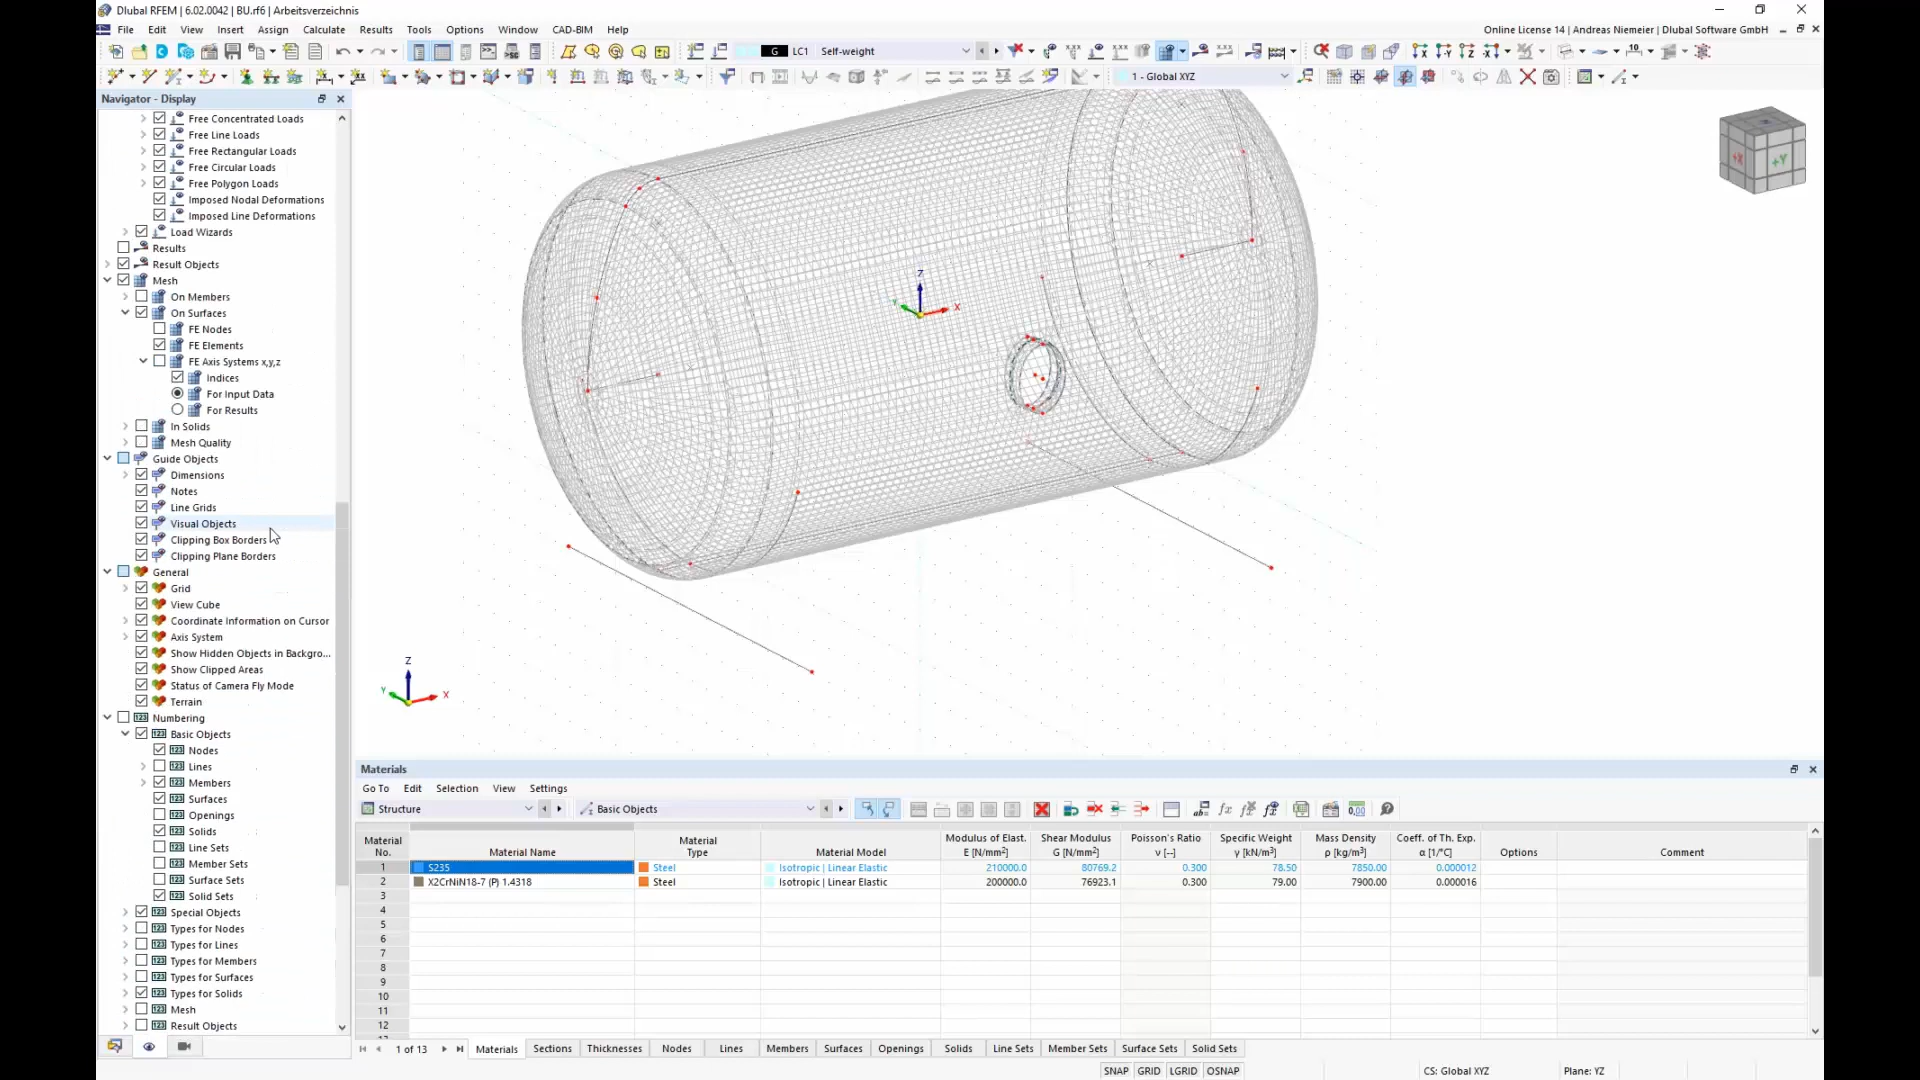 Dlubal RFEM | 6.02.0042 | BU.rf6 | Arbeitsverzeichnis
File Edit View Insert Assign Calculate Results Tools Options Window CAD-BIM Help
Online License 14 | Andreas Niemeier | Dlubal Software GmbH
G LC1 Self-weight
1 - Global XYZ
Navigator - Display
Free Concentrated Loads
Free Line Loads
Free Rectangular Loads
Free Circular Loads
Free Polygon Loads
Imposed Nodal Deformations
Imposed Line Deformations
Load Wizards
Results
Result Objects
Mesh
On Members
On Surfaces
FE Nodes
FE Elements
FE Axis Systems x,y,z
Indices
For Input Data
For Results
In Solids
Mesh Quality
Guide Objects
Dimensions
Notes
Line Grids
Visual Objects
Clipping Box Borders
Clipping Plane Borders
General
Grid
View Cube
Coordinate Information on Cursor
Axis System
Show Hidden Objects in Backgro...
Show Clipped Areas
Status of Camera Fly Mode
Terrain
Numbering
Basic Objects
Nodes
Lines
Members
Surfaces
Openings
Solids
Line Sets
Member Sets
Surface Sets
Solid Sets
Special Objects
Types for Nodes
Types for Lines
Types for Members
Types for Surfaces
Types for Solids
Mesh
Result Objects
+X +Y
Z
Y X
Z
Y X
Materials
Go To Edit Selection View Settings
Structure Basic Objects
Material No. Material Name Material Type Material Model Modulus of Elast. E [N/mm²] Shear Modulus G [N/mm²] Poisson's Ratio ν [--] Specific Weight γ [kN/m³] Mass Density ρ [kg/m³] Coeff. of Th. Exp. α [1/°C] Options Comment
1 S235 Steel Isotropic | Linear Elastic 210000.0 80769.2 0.300 78.50 7850.00 0.000012
2 X2CrNiN18-7 (P) 1.4318 Steel Isotropic | Linear Elastic 200000.0 76923.1 0.300 79.00 7900.00 0.000016
3
4
5
6
7
8
9
10
11
12
1 of 13 Materials Sections Thicknesses Nodes Lines Members Surfaces Openings Solids Line Sets Member Sets Surface Sets Solid Sets
SNAP GRID LGRID OSNAP CS: Global XYZ Plane: YZ